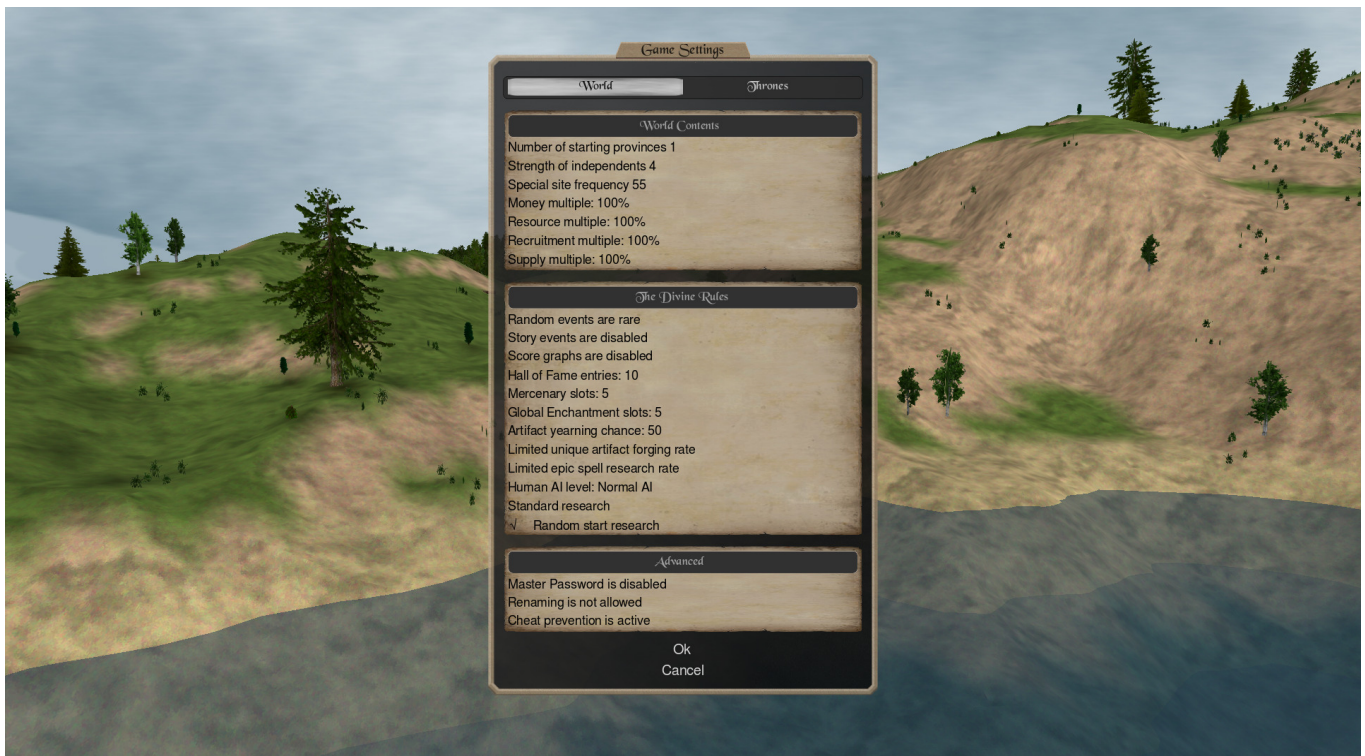 Game Settings
World Thrones
World Contents
Number of starting provinces 1
Strength of independents 4
Special site frequency 55
Money multiple: 100%
Resource multiple: 100%
Recruitment multiple: 100%
Supply multiple: 100%
The Divine Rules
Random events are rare
Story events are disabled
Score graphs are disabled
Hall of Fame entries: 10
Mercenary slots: 5
Global Enchantment slots: 5
Artifact yearning chance: 50
Limited unique artifact forging rate
Limited epic spell research rate
Human AI level: Normal AI
Standard research
√ Random start research
Advanced
Master Password is disabled
Renaming is not allowed
Cheat prevention is active
Ok
Cancel